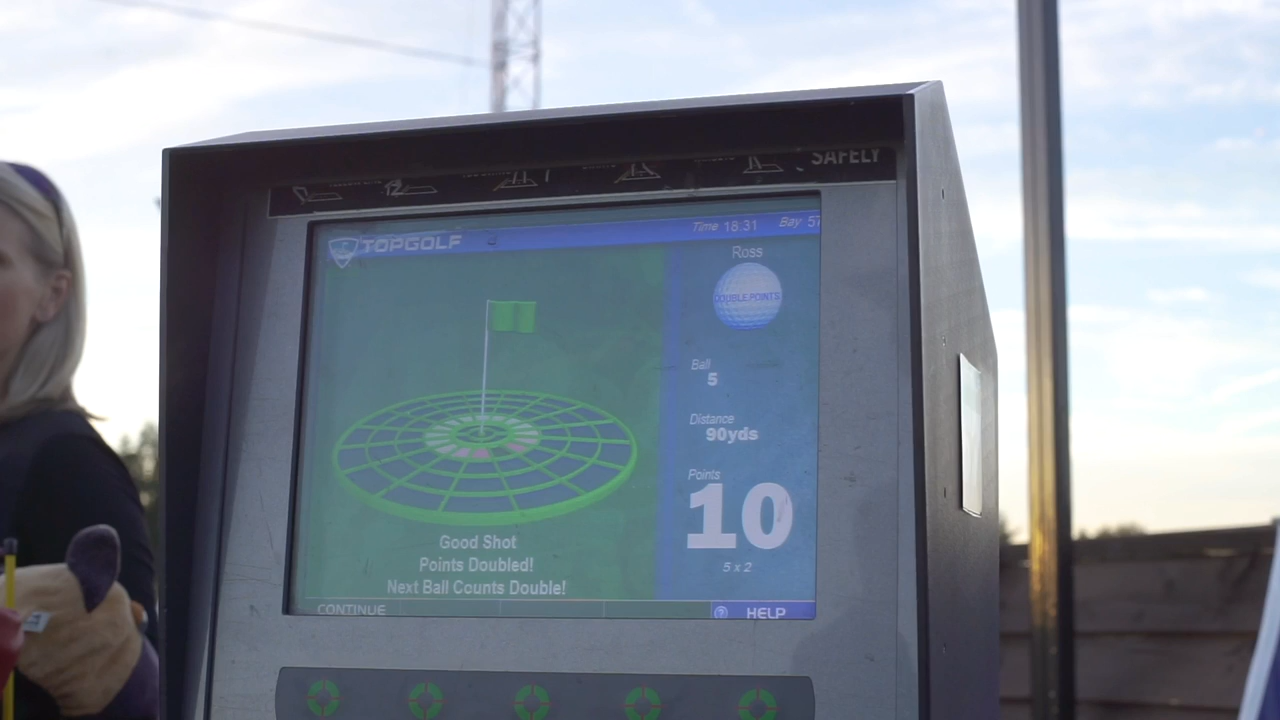 SAFELY
TOPGOLF
Time 18:31 Bay 57
Ross
DOUBLE POINTS
Ball
5
Distance
90yds
Points
10
5 x 2
Good Shot
Points Doubled!
Next Ball Counts Double!
CONTINUE
? HELP